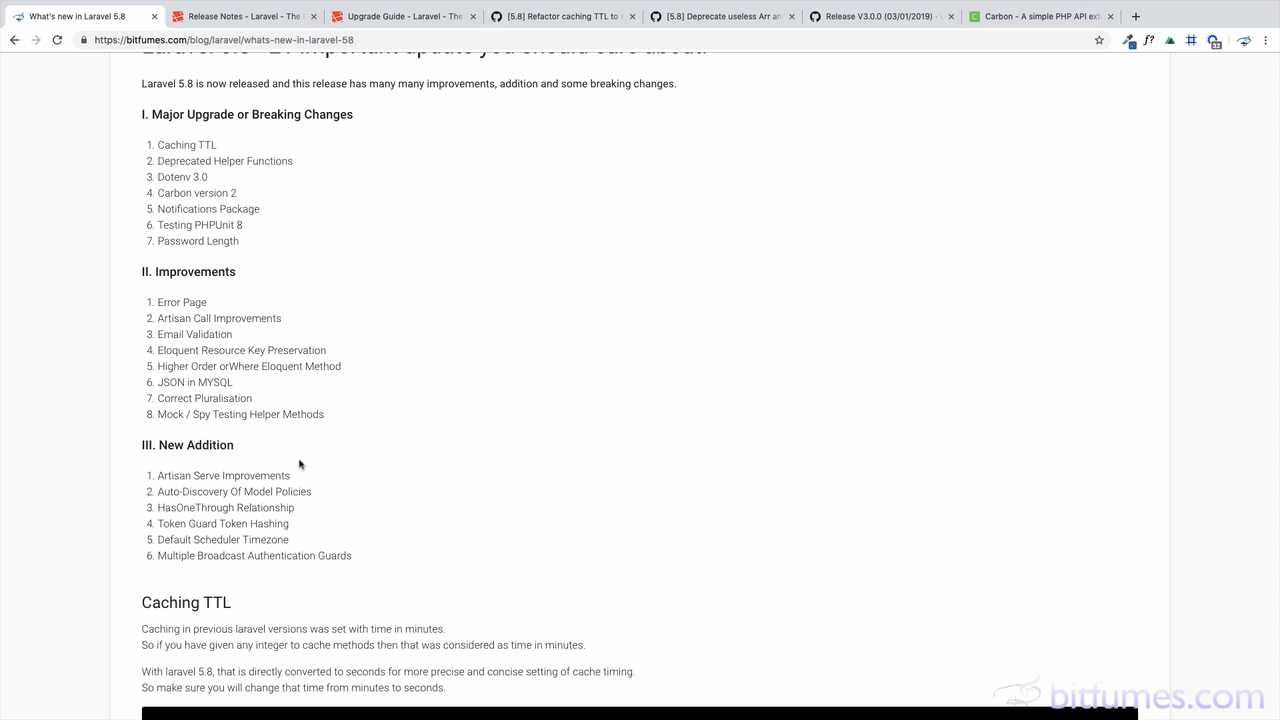 What's new in Laravel 5.8
Release Notes - Laravel - The
Upgrade Guide - Laravel - The
[5.8] Refactor caching TTL to
[5.8] Deprecate useless Arr an
Release V3.0.0 (03/01/2019) ·
Carbon - A simple PHP API ext
https://bitfumes.com/blog/laravel/whats-new-in-laravel-58
f?
32
Laravel 5.8 is now released and this release has many many improvements, addition and some breaking changes.
I. Major Upgrade or Breaking Changes
1. Caching TTL
2. Deprecated Helper Functions
3. Dotenv 3.0
4. Carbon version 2
5. Notifications Package
6. Testing PHPUnit 8
7. Password Length
II. Improvements
1. Error Page
2. Artisan Call Improvements
3. Email Validation
4. Eloquent Resource Key Preservation
5. Higher Order orWhere Eloquent Method
6. JSON in MYSQL
7. Correct Pluralisation
8. Mock / Spy Testing Helper Methods
III. New Addition
1. Artisan Serve Improvements
2. Auto-Discovery Of Model Policies
3. HasOneThrough Relationship
4. Token Guard Token Hashing
5. Default Scheduler Timezone
6. Multiple Broadcast Authentication Guards
Caching TTL
Caching in previous laravel versions was set with time in minutes.
So if you have given any integer to cache methods then that was considered as time in minutes.
With laravel 5.8, that is directly converted to seconds for more precise and concise setting of cache timing.
So make sure you will change that time from minutes to seconds.
bitfumes.com